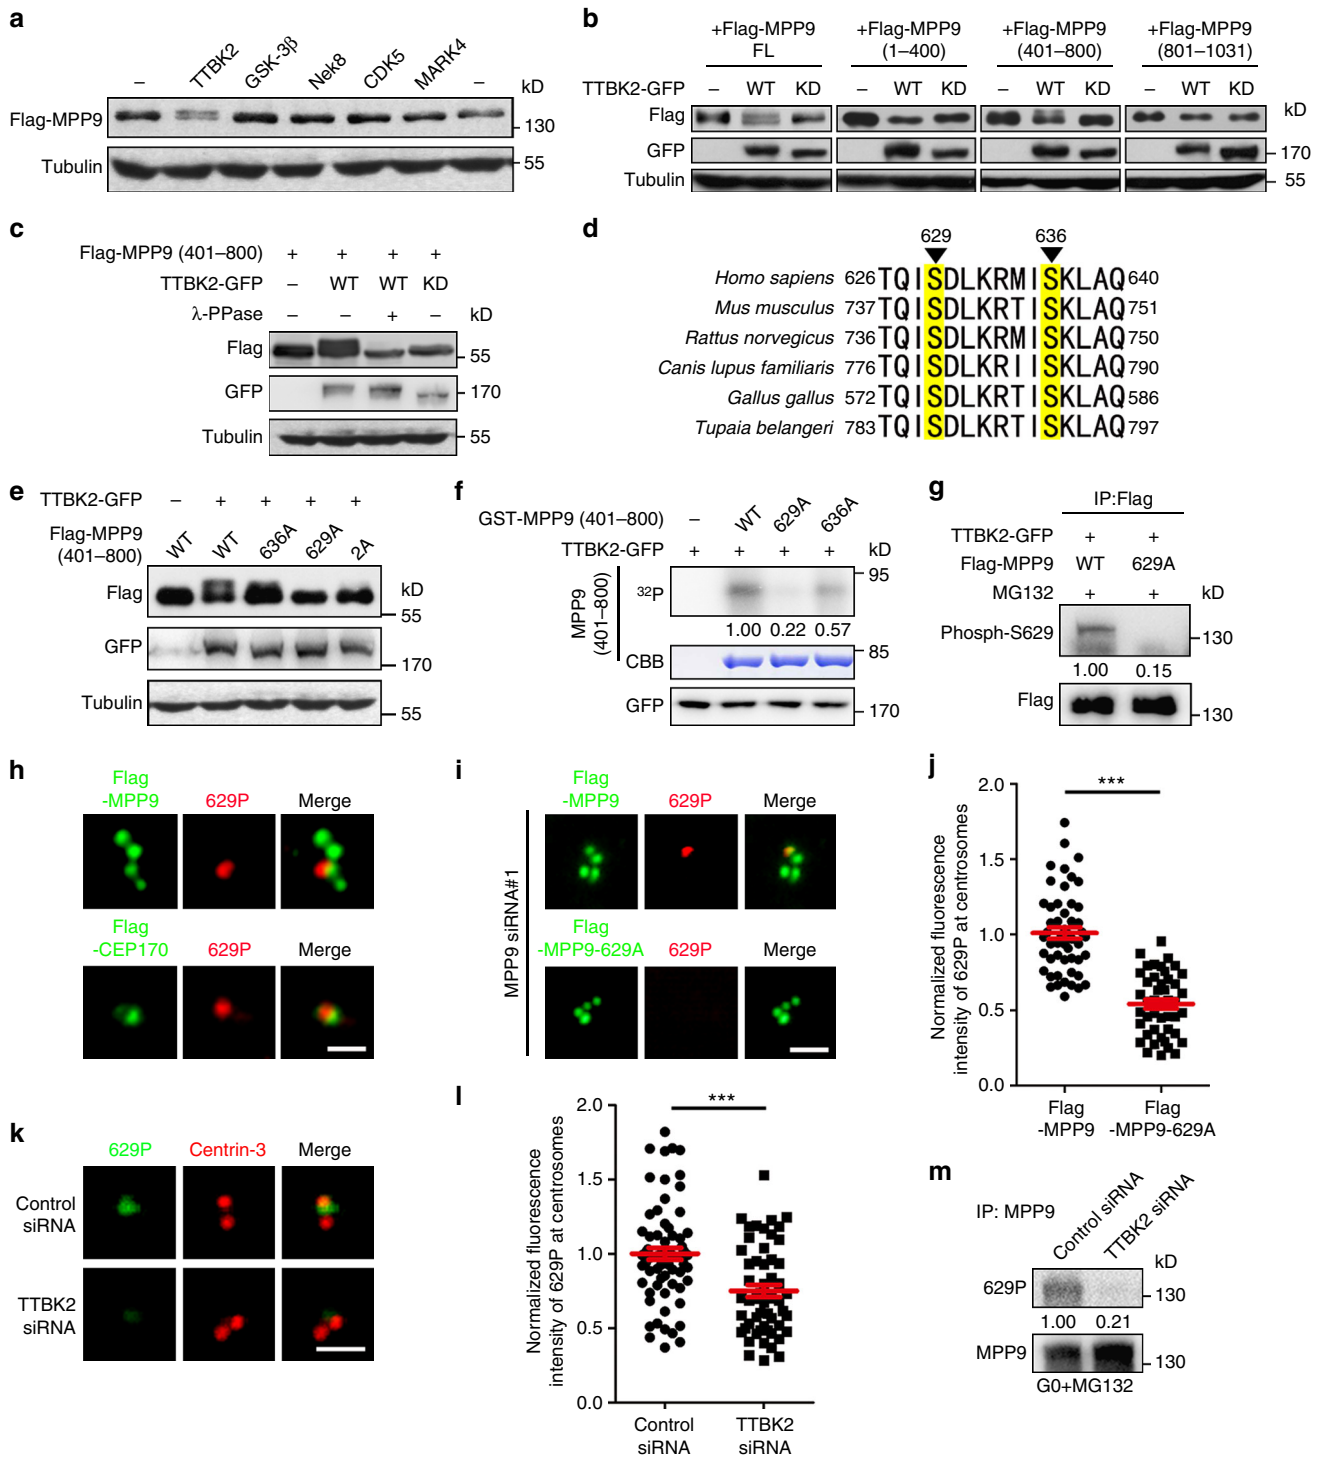 a
– TTBK2 GSK-3β Nek8 CDK5 MARK4 –
kD
Flag-MPP9
130
Tubulin
55
b
+Flag-MPP9 FL
+Flag-MPP9 (1–400)
+Flag-MPP9 (401–800)
+Flag-MPP9 (801–1031)
TTBK2-GFP – WT KD – WT KD – WT KD – WT KD
kD
Flag
GFP
170
Tubulin
55
c
Flag-MPP9 (401–800) + + + +
TTBK2-GFP – WT WT KD
λ-PPase – – + –
kD
Flag
55
GFP
170
Tubulin
55
d
629 636
Homo sapiens 626 TQISDLKRMISKLAQ 640
Mus musculus 737 TQISDLKRTISKLAQ 751
Rattus norvegicus 736 TQISDLKRMISKLAQ 750
Canis lupus familiaris 776 TQISDLKRTISKLAQ 790
Gallus gallus 572 TQISDLKRTISKLAQ 586
Tupaia belangeri 783 TQISDLKRTISKLAQ 797
e
TTBK2-GFP – + + + +
Flag-MPP9 (401–800) WT WT 636A 629A 2A
kD
Flag
55
GFP
170
Tubulin
55
f
GST-MPP9 (401–800) – WT 629A 636A
TTBK2-GFP + + + +
kD
MPP9 (401–800)
32P
95
1.00 0.22 0.57
CBB
85
GFP
170
g
IP:Flag
TTBK2-GFP + +
Flag-MPP9 WT 629A
MG132 + +
kD
Phosph-S629
130
1.00 0.15
Flag
130
h
Flag -MPP9
629P
Merge
Flag -CEP170
629P
Merge
i
MPP9 siRNA#1
Flag -MPP9
629P
Merge
Flag -MPP9-629A
629P
Merge
j
Normalized fluorescence
intensity of 629P at centrosomes
2.0
1.5
1.0
0.5
0.0
***
Flag -MPP9
Flag -MPP9-629A
k
629P
Centrin-3
Merge
Control siRNA
TTBK2 siRNA
l
Normalized fluorescence
intensity of 629P at centrosomes
2.0
1.5
1.0
0.5
0.0
***
Control siRNA
TTBK2 siRNA
m
IP: MPP9
Control siRNA
TTBK2 siRNA
kD
629P
130
1.00 0.21
MPP9
130
G0+MG132